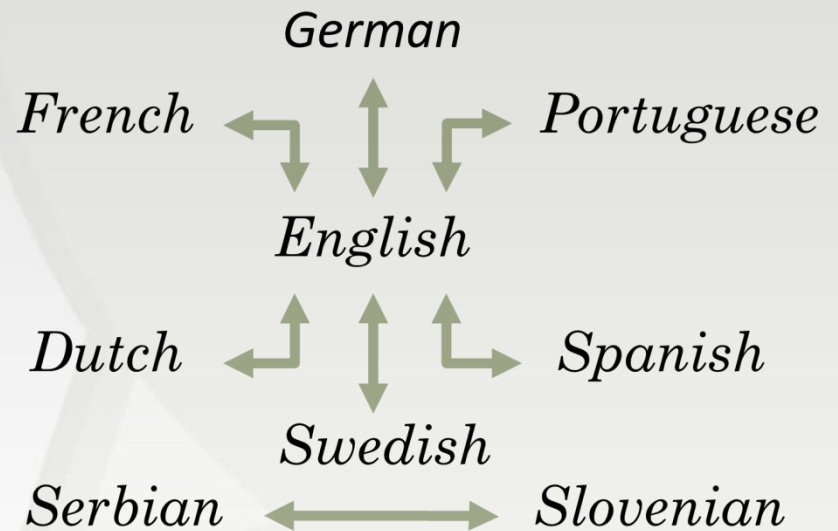 German
French
Portuguese
English
Dutch
Spanish
Swedish
Serbian
Slovenian